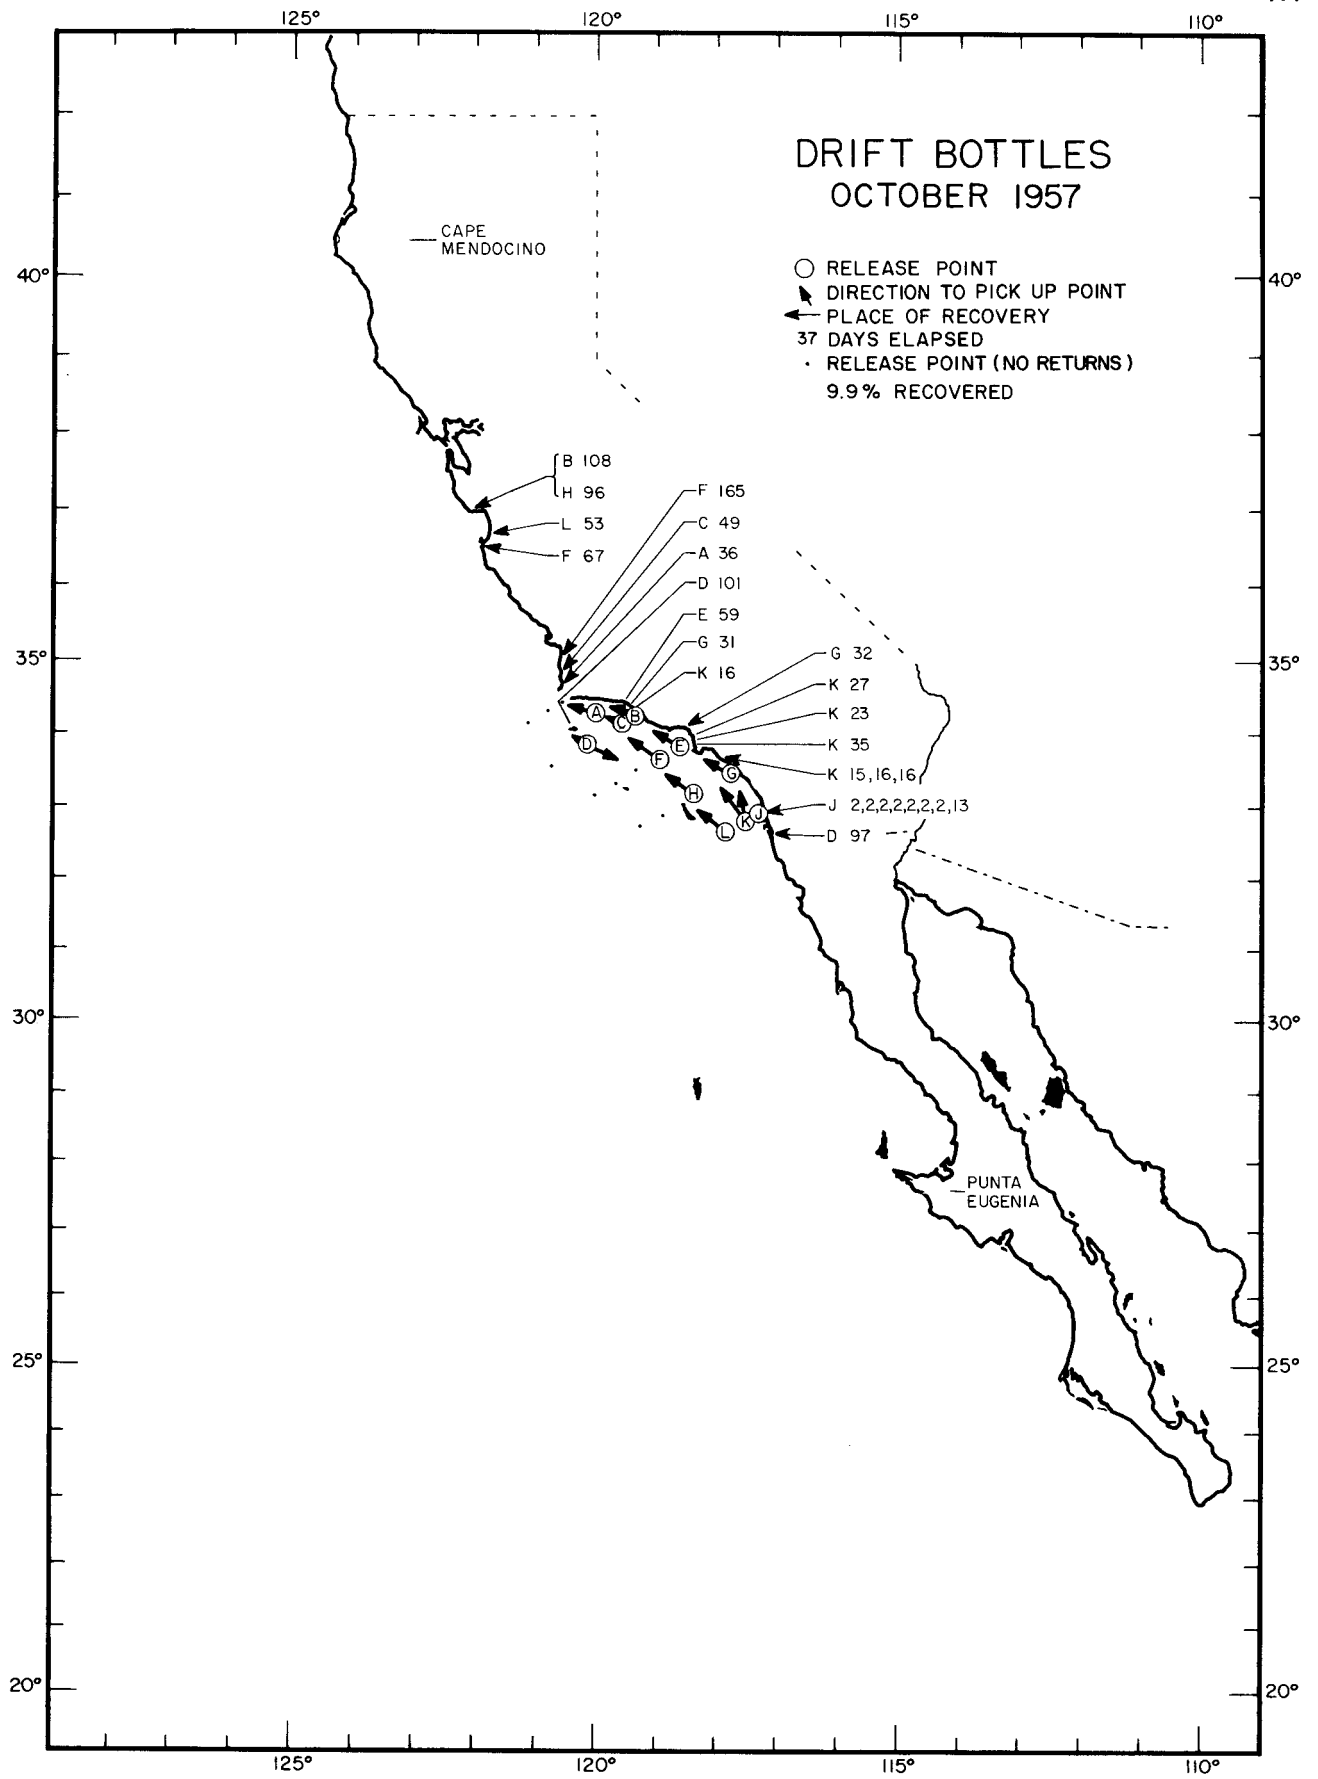 125° 120° 115° 110°
DRIFT BOTTLES
OCTOBER 1957
RELEASE POINT
DIRECTION TO PICK UP POINT
PLACE OF RECOVERY
37 DAYS ELAPSED
RELEASE POINT (NO RETURNS)
9.9% RECOVERED
CAPE
MENDOCINO
40° 40°
B 108
H 96
L 53
F 67
F 165
C 49
A 36
D 101
E 59
G 31
K 16
G 32
K 27
K 23
K 35
K 15,16,16
J 2,2,2,2,2,2,2,13
D 97
35° 35°
A
B
C
D
E
F
G
H
J
K
L
30° 30°
PUNTA
EUGENIA
25° 25°
20° 20°
125° 120° 115° 110°